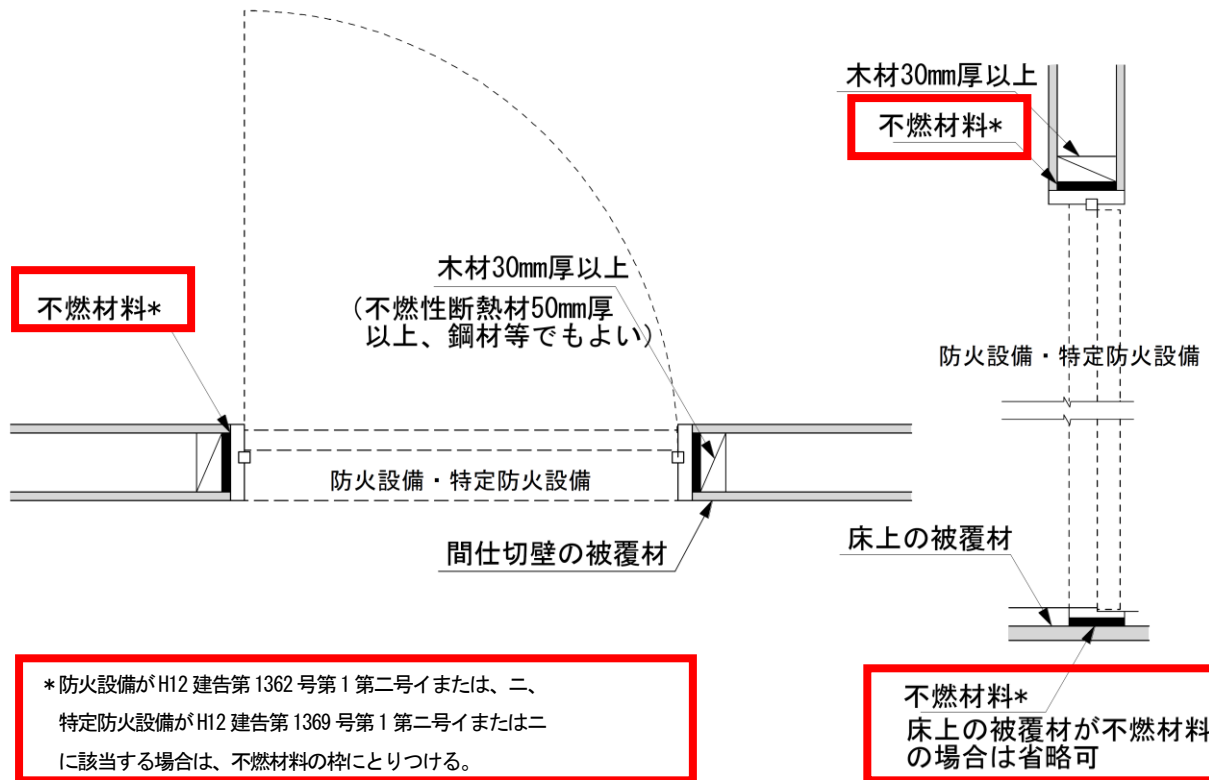 木材30mm厚以上
不燃材料*
木材30mm厚以上
(不燃性断熱材50mm厚
以上、鋼材等でもよい)
不燃材料*
防火設備・特定防火設備
防火設備・特定防火設備
間仕切壁の被覆材
床上の被覆材
*防火設備がH12建告第1362号第1第二号イまたは、ニ、
特定防火設備がH12建告第1369号第1第ニ号イまたはニ
に該当する場合は、不燃材料の枠にとりつける。
不燃材料*
床上の被覆材が不燃材料
の場合は省略可